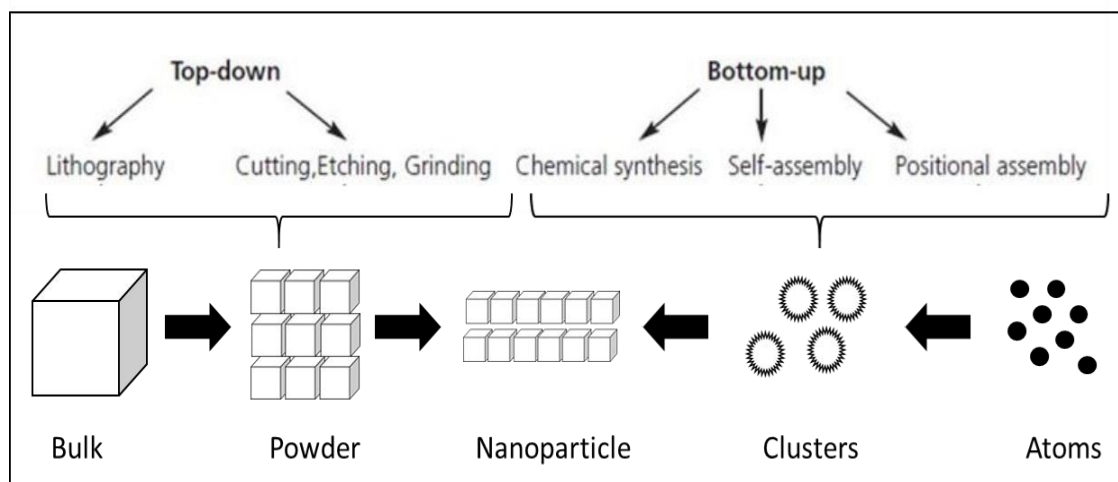 Top-down
Bottom-up
Lithography
Cutting,Etching, Grinding
Chemical synthesis
Self-assembly
Positional assembly
Bulk
Powder
Nanoparticle
Clusters
Atoms